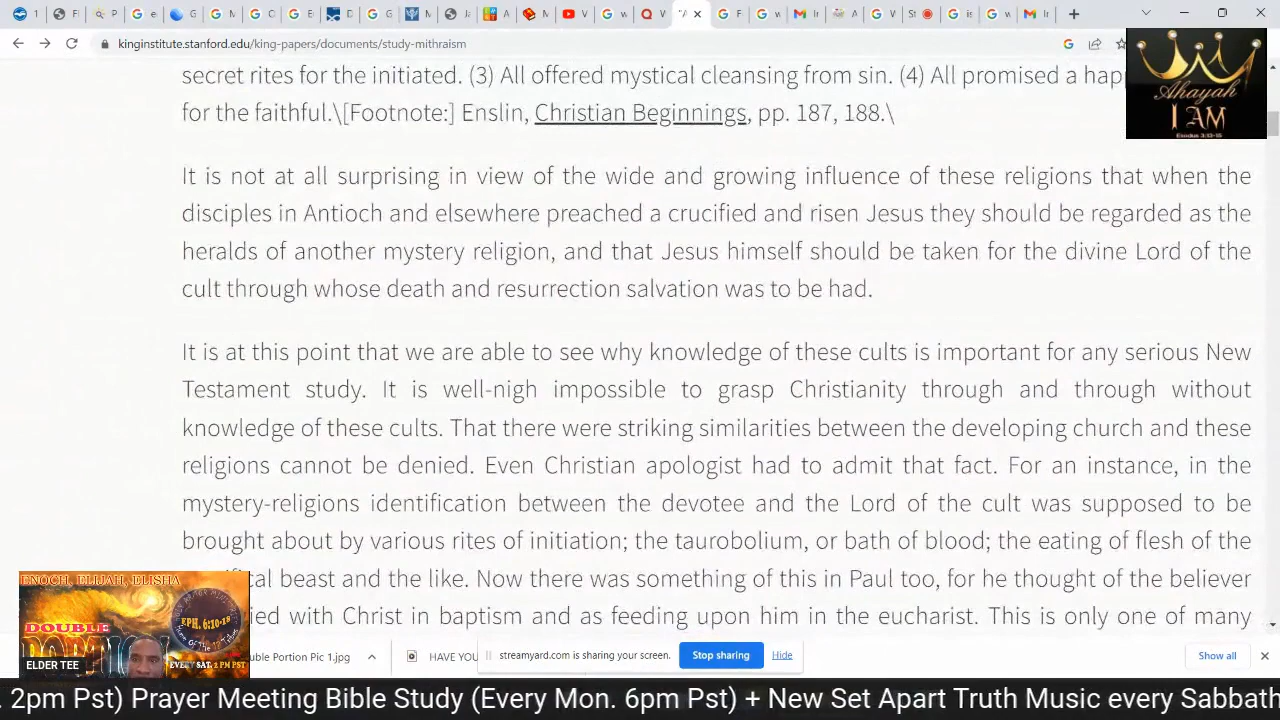 kinginstitute.stanford.edu/king-papers/documents/study-mithraism
secret rites for the initiated. (3) All offered mystical cleansing from sin. (4) All promised a hap
for the faithful.\[Footnote:] Enslin, Christian Beginnings, pp. 187, 188.\
Ahayah
I AM
Exodus 3:13-15
It is not at all surprising in view of the wide and growing influence of these religions that when the
disciples in Antioch and elsewhere preached a crucified and risen Jesus they should be regarded as the
heralds of another mystery religion, and that Jesus himself should be taken for the divine Lord of the
cult through whose death and resurrection salvation was to be had.
It is at this point that we are able to see why knowledge of these cults is important for any serious New
Testament study. It is well-nigh impossible to grasp Christianity through and through without
knowledge of these cults. That there were striking similarities between the developing church and these
religions cannot be denied. Even Christian apologist had to admit that fact. For an instance, in the
mystery-religions identification between the devotee and the Lord of the cult was supposed to be
brought about by various rites of initiation; the taurobolium, or bath of blood; the eating of flesh of the
cal beast and the like. Now there was something of this in Paul too, for he thought of the believer
ied with Christ in baptism and as feeding upon him in the eucharist. This is only one of many
ENOCH, ELIJAH, ELISHA
EPH. 6:10-18
DOUBLE
PORTION
ELDER TEE
EVERY SAT. 2 PM PST
uble Portion Pic 1.jpg
HAVE YOU
streamyard.com is sharing your screen.
Stop sharing
Hide
Show all
. 2pm Pst) Prayer Meeting Bible Study (Every Mon. 6pm Pst) + New Set Apart Truth Music every Sabbath